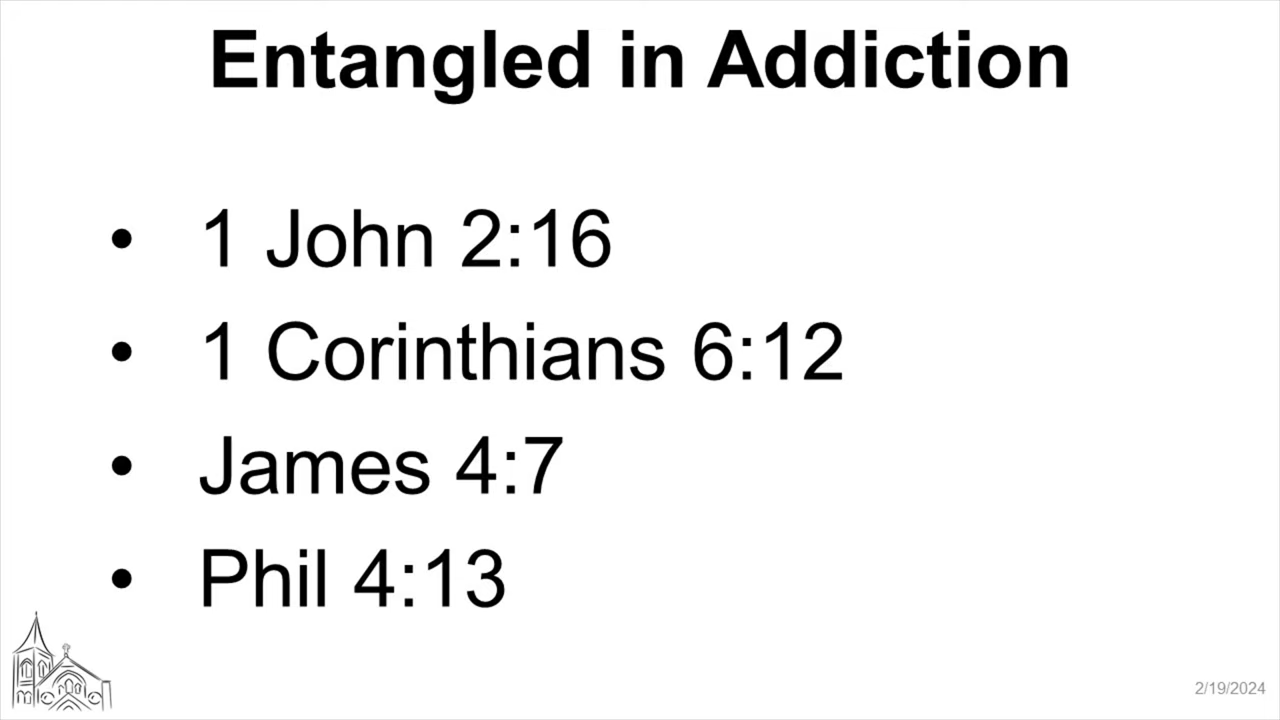 Entangled in Addiction
• 1 John 2:16
• 1 Corinthians 6:12
• James 4:7
• Phil 4:13
2/19/2024